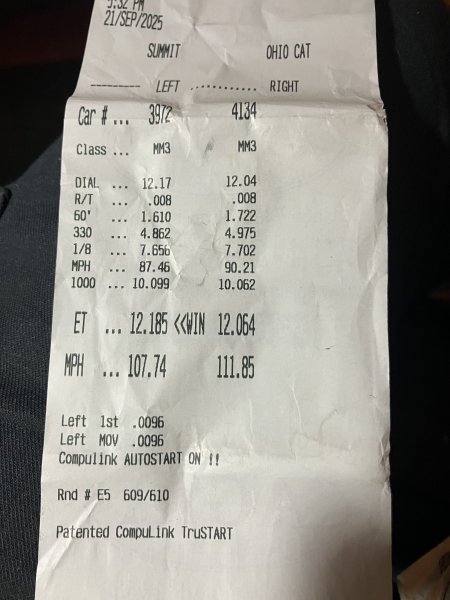 5:32 PM
21/SEP/2025
SUMMIT OHIO CAT
---------- LEFT ............ RIGHT
Car # ... 3972 4134
Class ... MM3 MM3
DIAL ... 12.17 12.04
R/T ... .008 .008
60' ... 1.610 1.722
330 ... 4.862 4.975
1/8 ... 7.656 7.702
MPH ... 87.46 90.21
1000 ... 10.099 10.062
ET ... 12.185 <<WIN 12.064
MPH ... 107.74 111.85
Left 1st .0096
Left MOV .0096
Compulink AUTOSTART ON !!
Rnd # E5 609/610
Patented CompuLink TruSTART